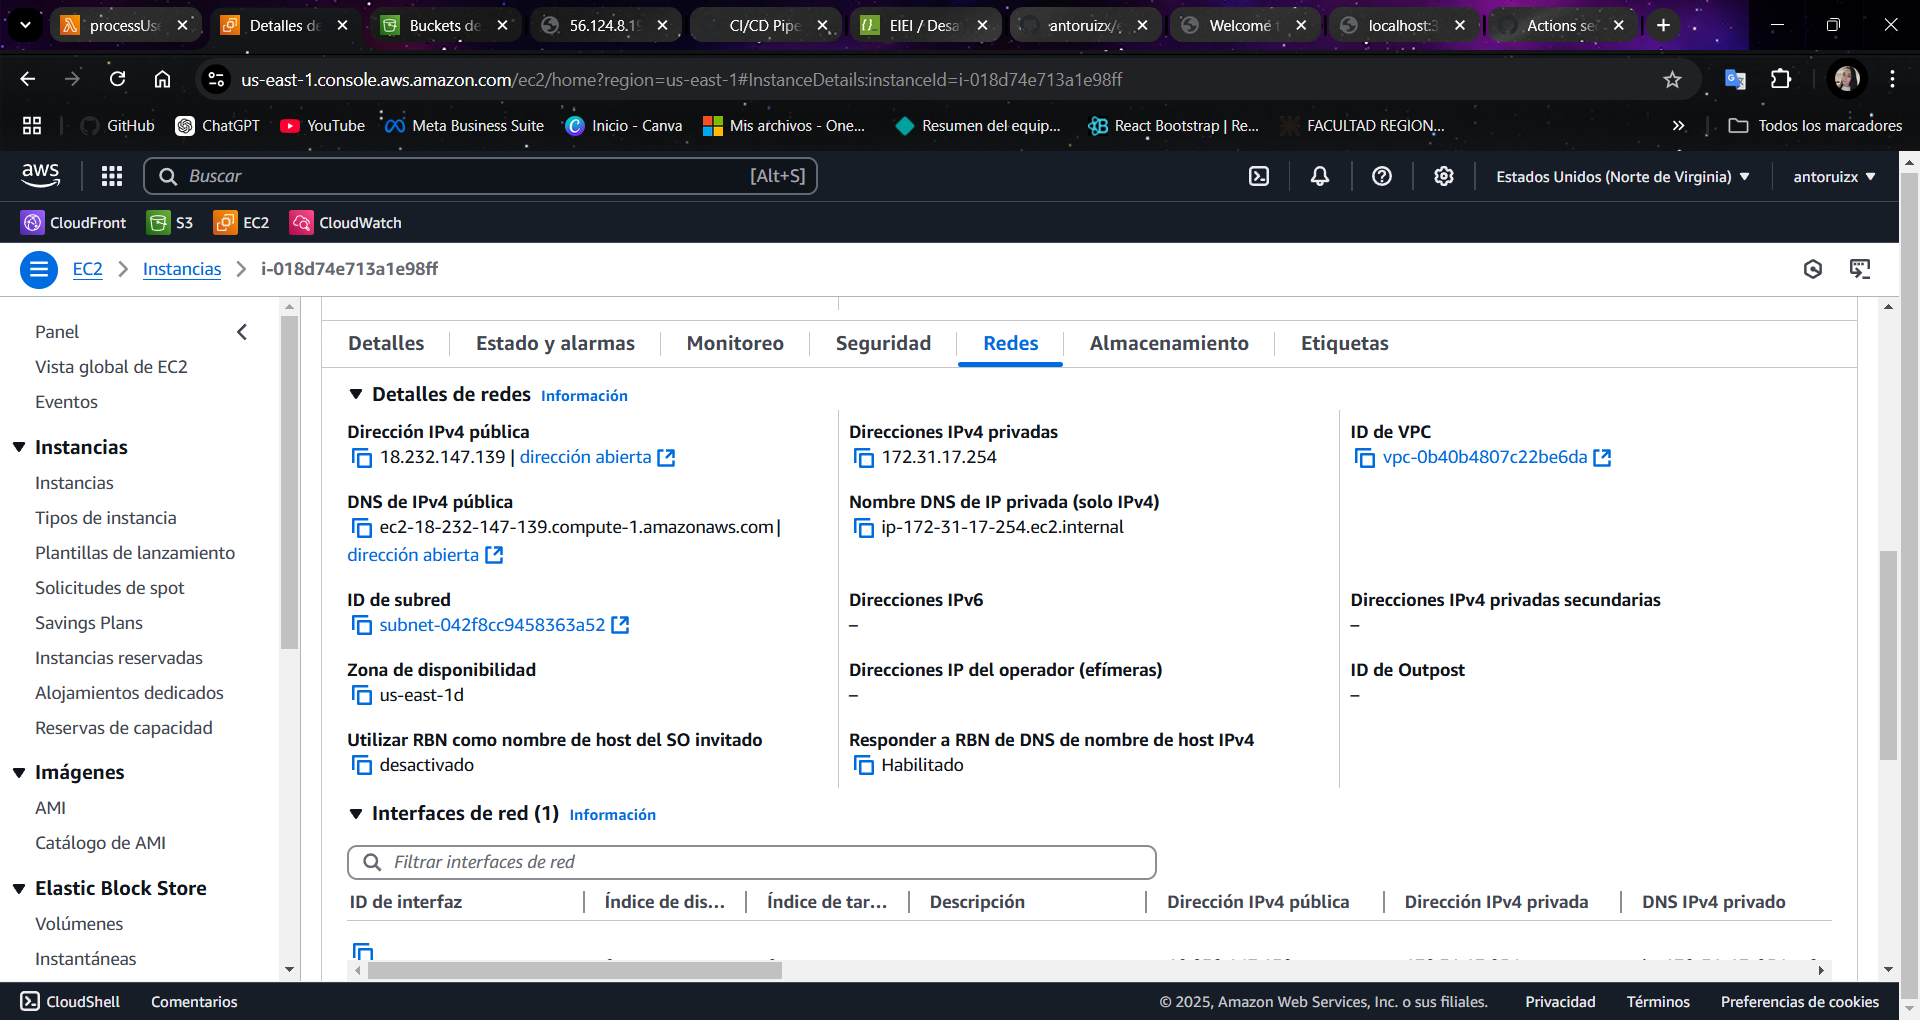 processUse
Detalles de
Buckets de
56.124.8.19
CI/CD Pipe
EIEI / Desa
antoruizx/
Welcome t
localhost:3
Actions se
us-east-1.console.aws.amazon.com/ec2/home?region=us-east-1#InstanceDetails:instanceId=i-018d74e713a1e98ff
GitHub
ChatGPT
YouTube
Meta Business Suite
Inicio - Canva
Mis archivos - One...
Resumen del equip...
React Bootstrap | Re...
FACULTAD REGION...
Todos los marcadores
aws
Buscar
[Alt+S]
Estados Unidos (Norte de Virginia)
antoruizx
CloudFront
S3
EC2
CloudWatch
EC2
Instancias
i-018d74e713a1e98ff
Panel
Vista global de EC2
Eventos
Instancias
Instancias
Tipos de instancia
Plantillas de lanzamiento
Solicitudes de spot
Savings Plans
Instancias reservadas
Alojamientos dedicados
Reservas de capacidad
Imágenes
AMI
Catálogo de AMI
Elastic Block Store
Volúmenes
Instantáneas
Detalles
Estado y alarmas
Monitoreo
Seguridad
Redes
Almacenamiento
Etiquetas
Detalles de redes Información
Dirección IPv4 pública
18.232.147.139 | dirección abierta
Direcciones IPv4 privadas
172.31.17.254
ID de VPC
vpc-0b40b4807c22be6da
DNS de IPv4 pública
ec2-18-232-147-139.compute-1.amazonaws.com |
dirección abierta
Nombre DNS de IP privada (solo IPv4)
ip-172-31-17-254.ec2.internal
ID de subred
subnet-042f8cc9458363a52
Direcciones IPv6
–
Direcciones IPv4 privadas secundarias
–
Zona de disponibilidad
us-east-1d
Direcciones IP del operador (efímeras)
–
ID de Outpost
–
Utilizar RBN como nombre de host del SO invitado
desactivado
Responder a RBN de DNS de nombre de host IPv4
Habilitado
Interfaces de red (1) Información
Filtrar interfaces de red
ID de interfaz
Índice de dis...
Índice de tar...
Descripción
Dirección IPv4 pública
Dirección IPv4 privada
DNS IPv4 privado
CloudShell
Comentarios
© 2025, Amazon Web Services, Inc. o sus filiales.
Privacidad
Términos
Preferencias de cookies